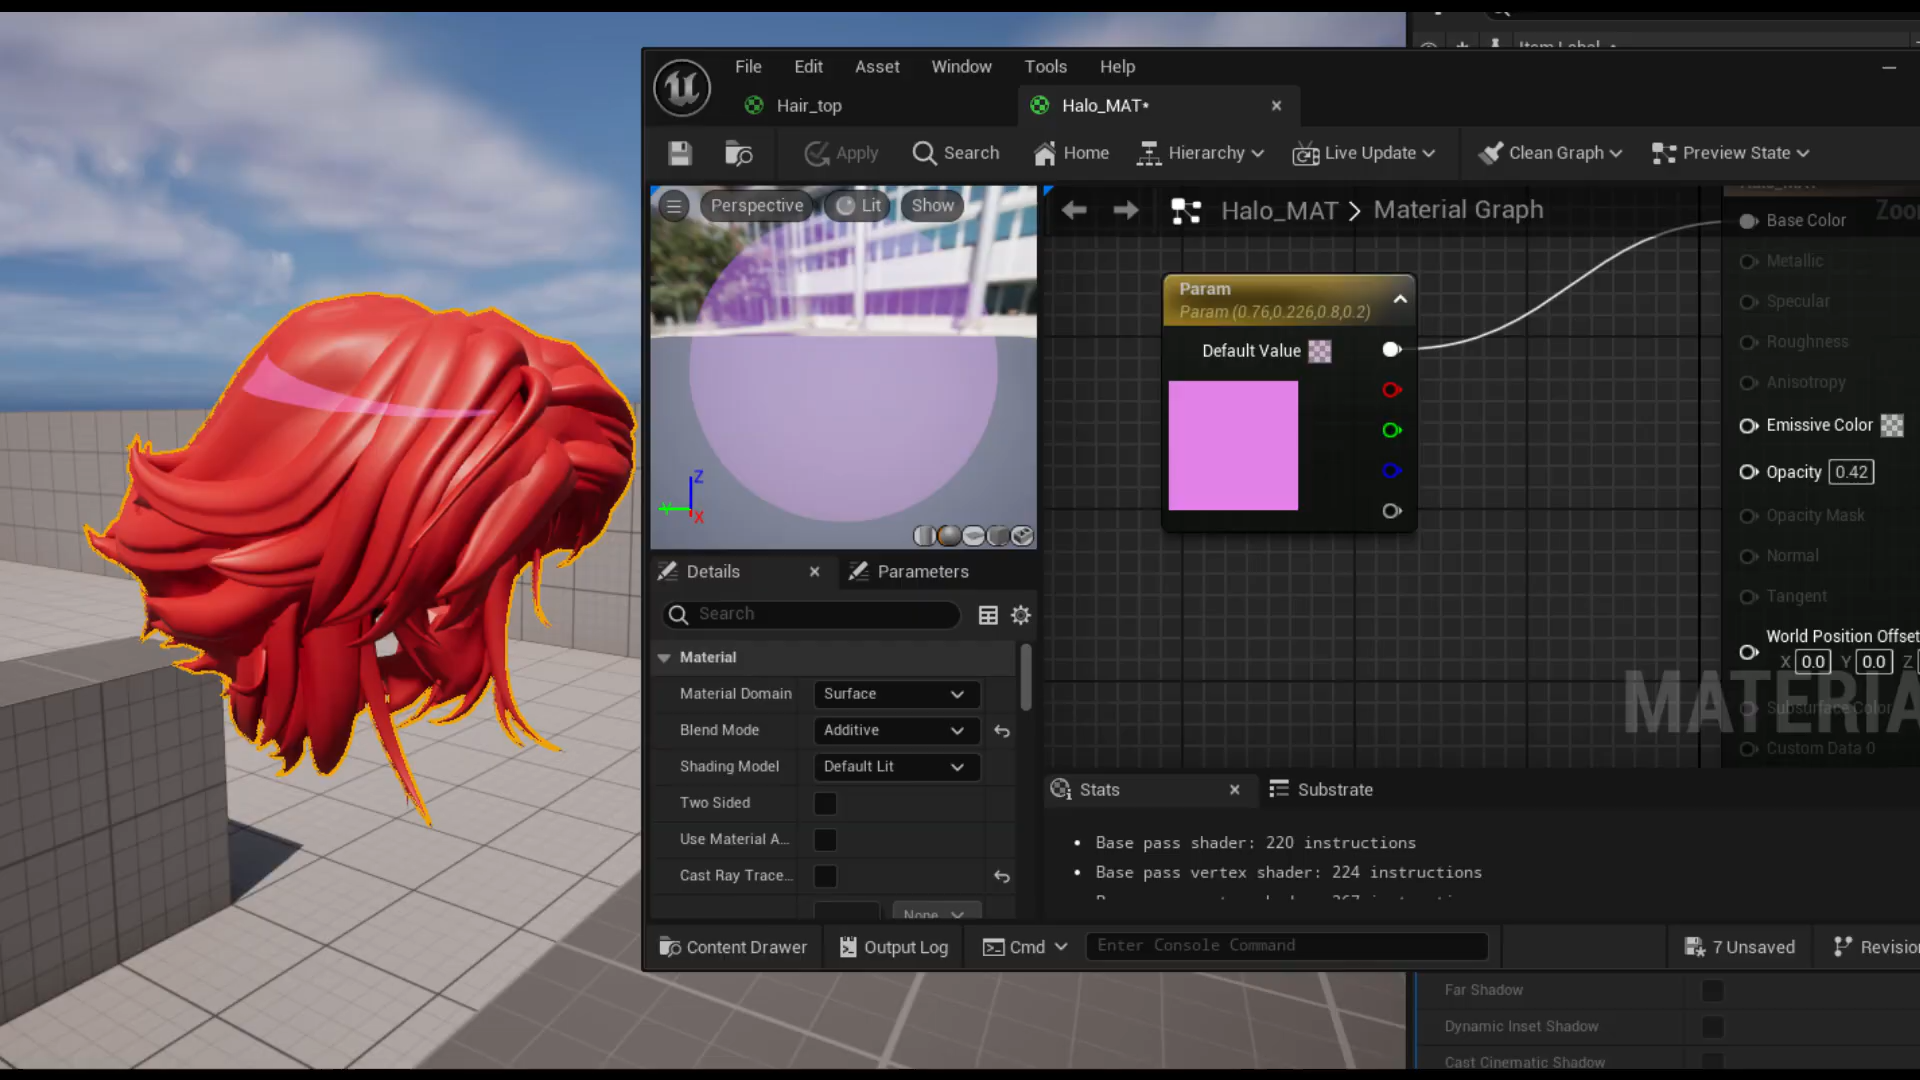 Item Label
File Edit Asset Window Tools Help
Hair_top Halo_MAT*
Apply Search Home Hierarchy Live Update Clean Graph Preview State
Perspective Lit Show
Halo_MAT > Material Graph
Zoo
Param
Param (0.76,0.226,0.8,0.2)
Default Value
Base Color
Metallic
Specular
Roughness
Anisotropy
Emissive Color
Opacity 0.42
Opacity Mask
Normal
Tangent
World Position Offset
X 0.0 Y 0.0 Z
Subsurface Color
Custom Data 0
MATERIA
Z
Y
X
Details Parameters
Search
Material
Material Domain Surface
Blend Mode Additive
Shading Model Default Lit
Two Sided
Use Material A...
Cast Ray Trace...
None
Stats Substrate
• Base pass shader: 220 instructions
• Base pass vertex shader: 224 instructions
Content Drawer Output Log Cmd Enter Console Command 7 Unsaved Revisio
Far Shadow
Dynamic Inset Shadow
Cast Cinematic Shadow